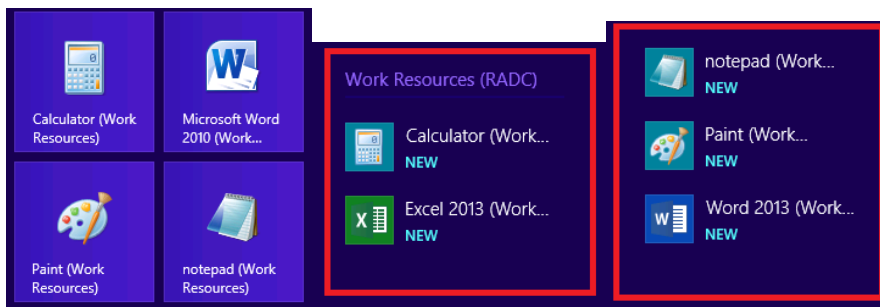 Calculator (Work
Resources)
Microsoft Word
2010 (Work...
Paint (Work
Resources)
notepad (Work
Resources)
Work Resources (RADC)
Calculator (Work...
NEW
Excel 2013 (Work...
NEW
notepad (Work...
NEW
Paint (Work...
NEW
Word 2013 (Work...
NEW